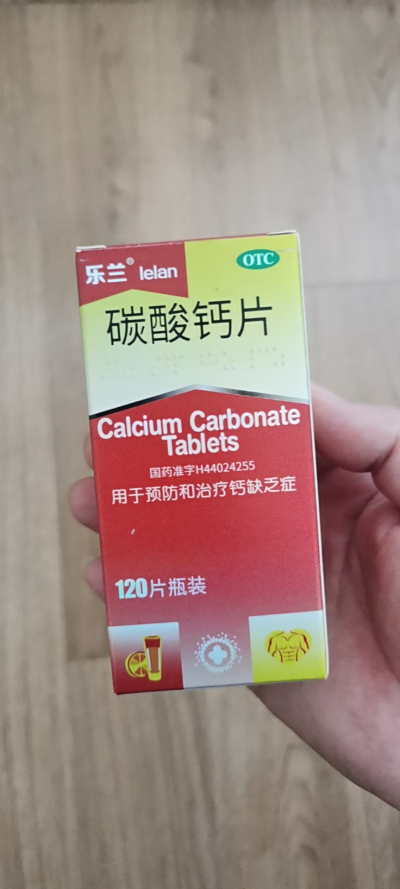 乐兰® lelan
OTC
碳酸钙片
Calcium Carbonate
Tablets
国药准字H44024255
用于预防和治疗钙缺乏症
120片瓶装